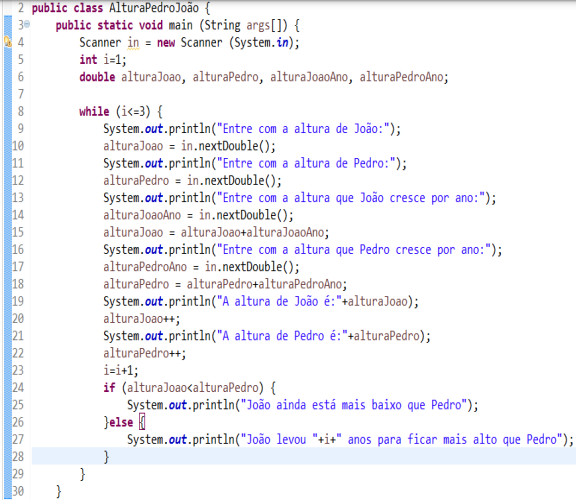 2 public class AlturaPedroJoão {
3 public static void main (String args[]) {
4 Scanner in = new Scanner (System.in);
5 int i=1;
6 double alturaJoao, alturaPedro, alturaJoaoAno, alturaPedroAno;
7
8 while (i<=3) {
9 System.out.println("Entre com a altura de João:");
10 alturaJoao = in.nextDouble();
11 System.out.println("Entre com a altura de Pedro:");
12 alturaPedro = in.nextDouble();
13 System.out.println("Entre com a altura que João cresce por ano:");
14 alturaJoaoAno = in.nextDouble();
15 alturaJoao = alturaJoao+alturaJoaoAno;
16 System.out.println("Entre com a altura que Pedro cresce por ano:");
17 alturaPedroAno = in.nextDouble();
18 alturaPedro = alturaPedro+alturaPedroAno;
19 System.out.println("A altura de João é:"+alturaJoao);
20 alturaJoao++;
21 System.out.println("A altura de Pedro é:"+alturaPedro);
22 alturaPedro++;
23 i=i+1;
24 if (alturaJoao<alturaPedro) {
25 System.out.println("João ainda está mais baixo que Pedro");
26 }else {
27 System.out.println("João levou "+i+" anos para ficar mais alto que Pedro");
28 }
29 }
30 }